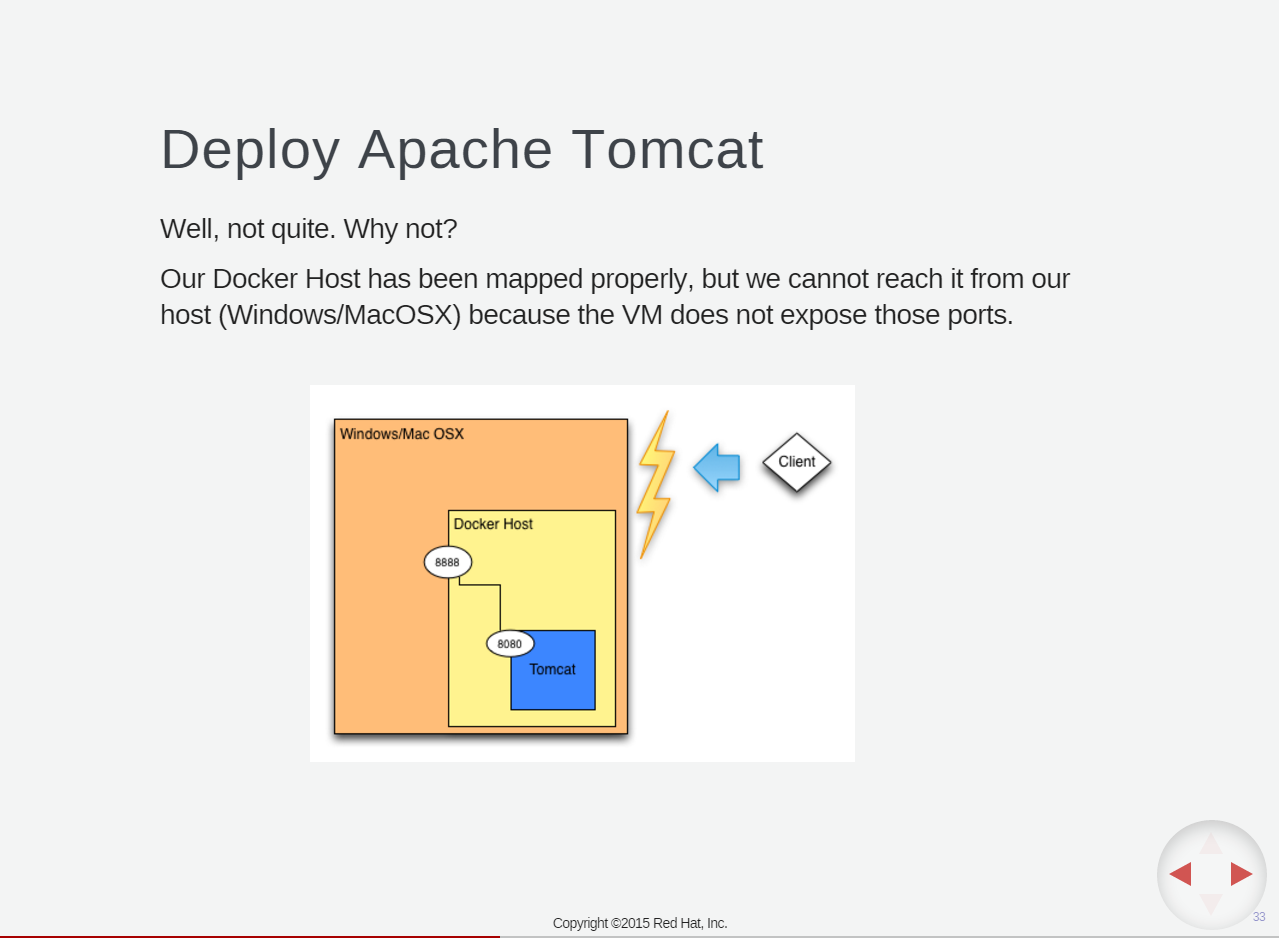 Deploy Apache Tomcat
Well, not quite. Why not?
Our Docker Host has been mapped properly, but we cannot reach it from our
host (Windows/MacOSX) because the VM does not expose those ports.
Windows/Mac OSX
Client
Docker Host
8888
8080
Tomcat
Copyright ©2015 Red Hat, Inc.
33